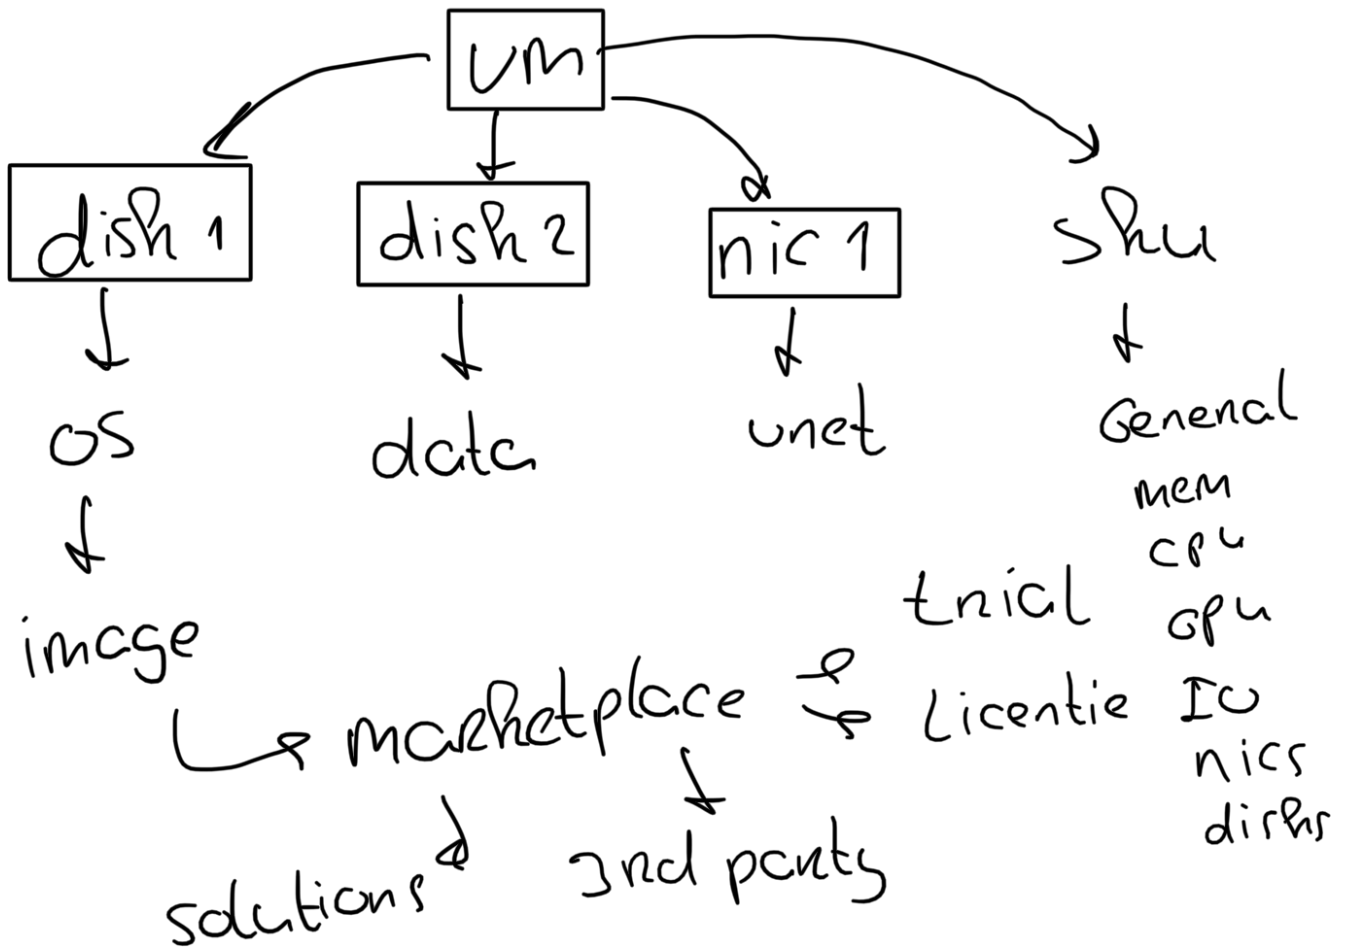 vm
disk 1
disk 2
nic 1
sku
os
data
vnet
General
mem
cpu
gpu
IO
nics
disks
image
marketplace
trial
Licentie
solutions
3rd party